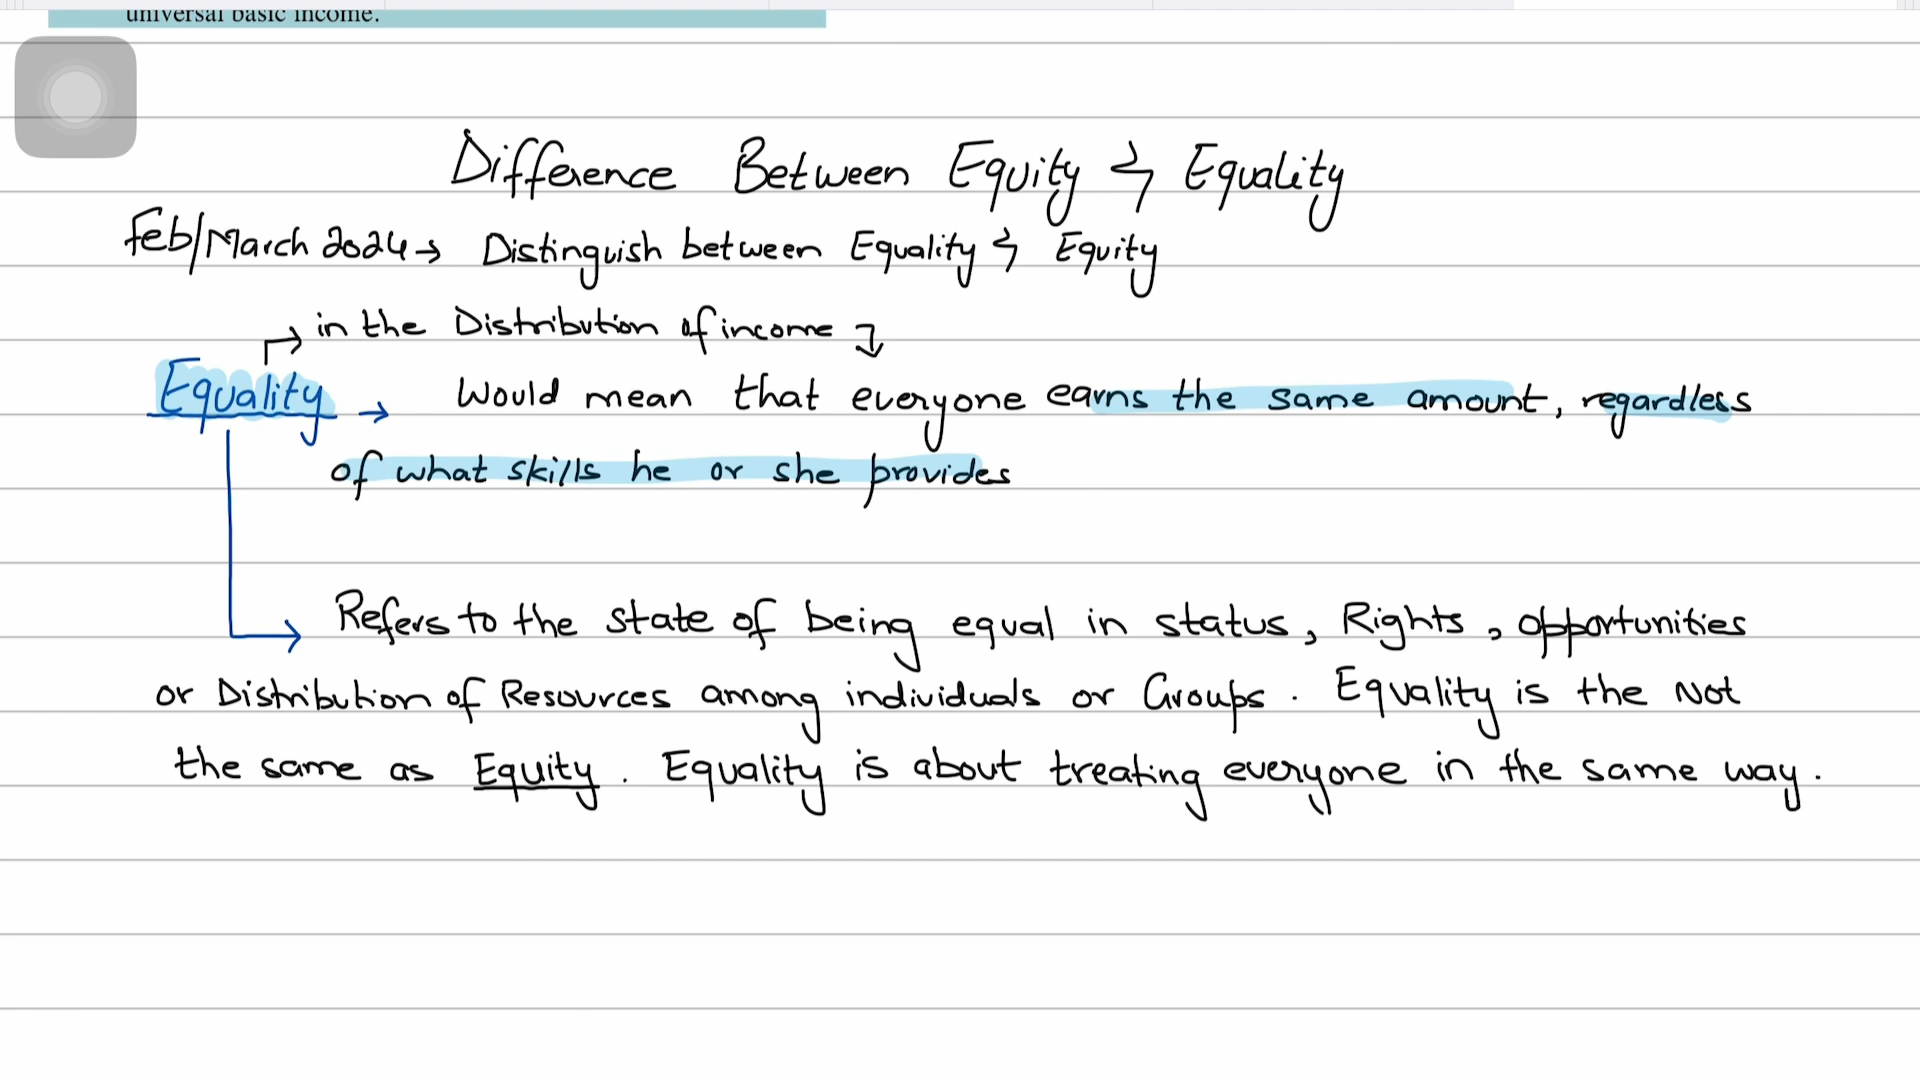 universal basic income.
Difference Between Equity & Equality
Feb/March 2024 → Distinguish between Equality & Equity
→ in the Distribution of income ↓
Equality → Would mean that everyone earns the same amount, regardless
of what skills he or she provides
→ Refers to the state of being equal in status, Rights, opportunities
or Distribution of Resources among individuals or Groups. Equality is the Not
the same as Equity. Equality is about treating everyone in the same way.